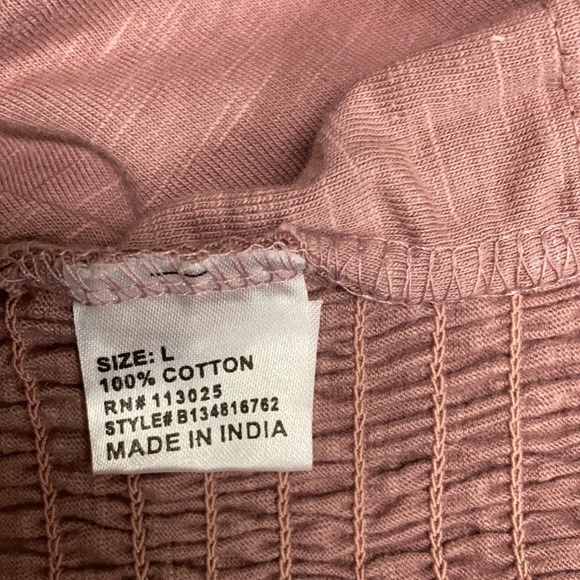 SIZE: L
100% COTTON
RN# 113025
STYLE# B134816762
MADE IN INDIA